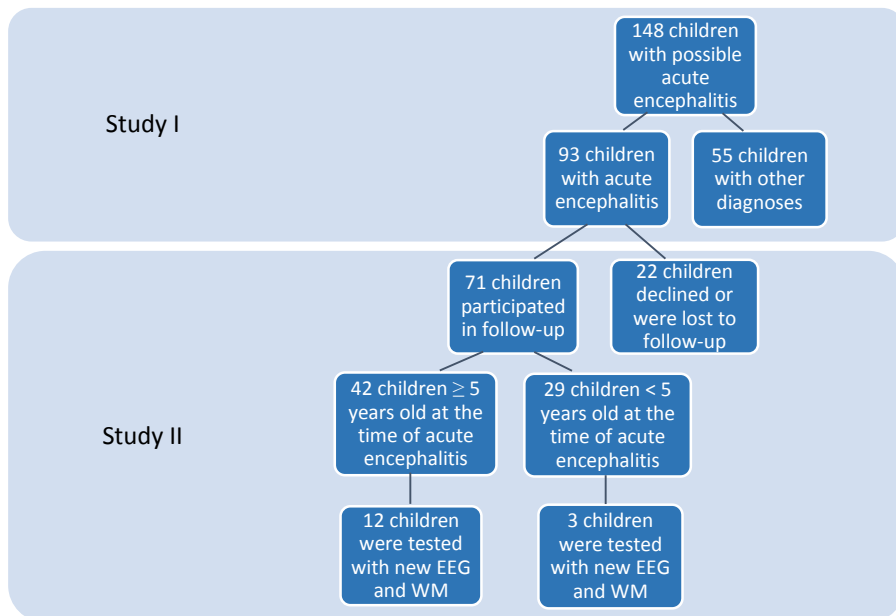 Study I
148 children
with possible
acute
encephalitis
93 children
with acute
encephalitis
55 children
with other
diagnoses
Study II
71 children
participated
in follow-up
22 children
declined or
were lost to
follow-up
42 children ≥ 5
years old at the
time of acute
encephalitis
29 children < 5
years old at the
time of acute
encephalitis
12 children
were tested
with new EEG
and WM
3 children
were tested
with new EEG
and WM